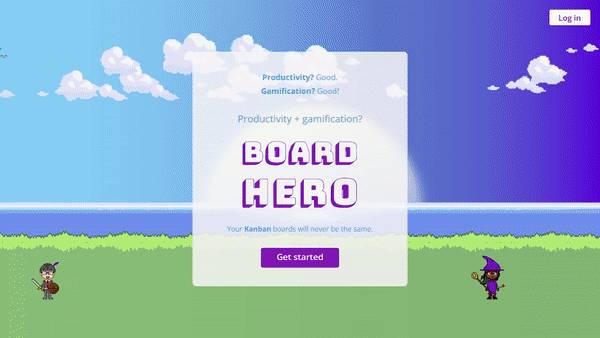 Log in
Productivity? Good.
Gamification? Good!
Productivity + gamification?
BOARD
HERO
Your Kanban boards will never be the same.
Get started